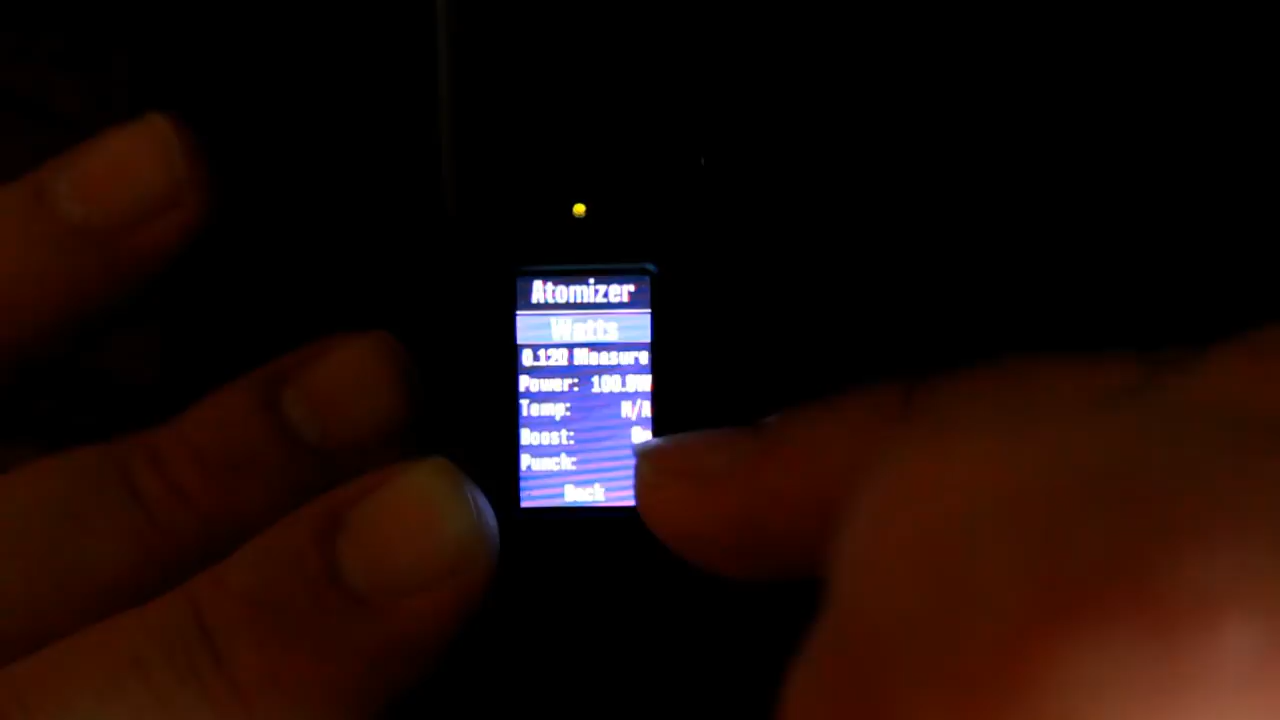 Atomizer
Watts
0.12Ω Measure
Power: 100.0W
Temp: N/A
Boost:
Punch:
Back